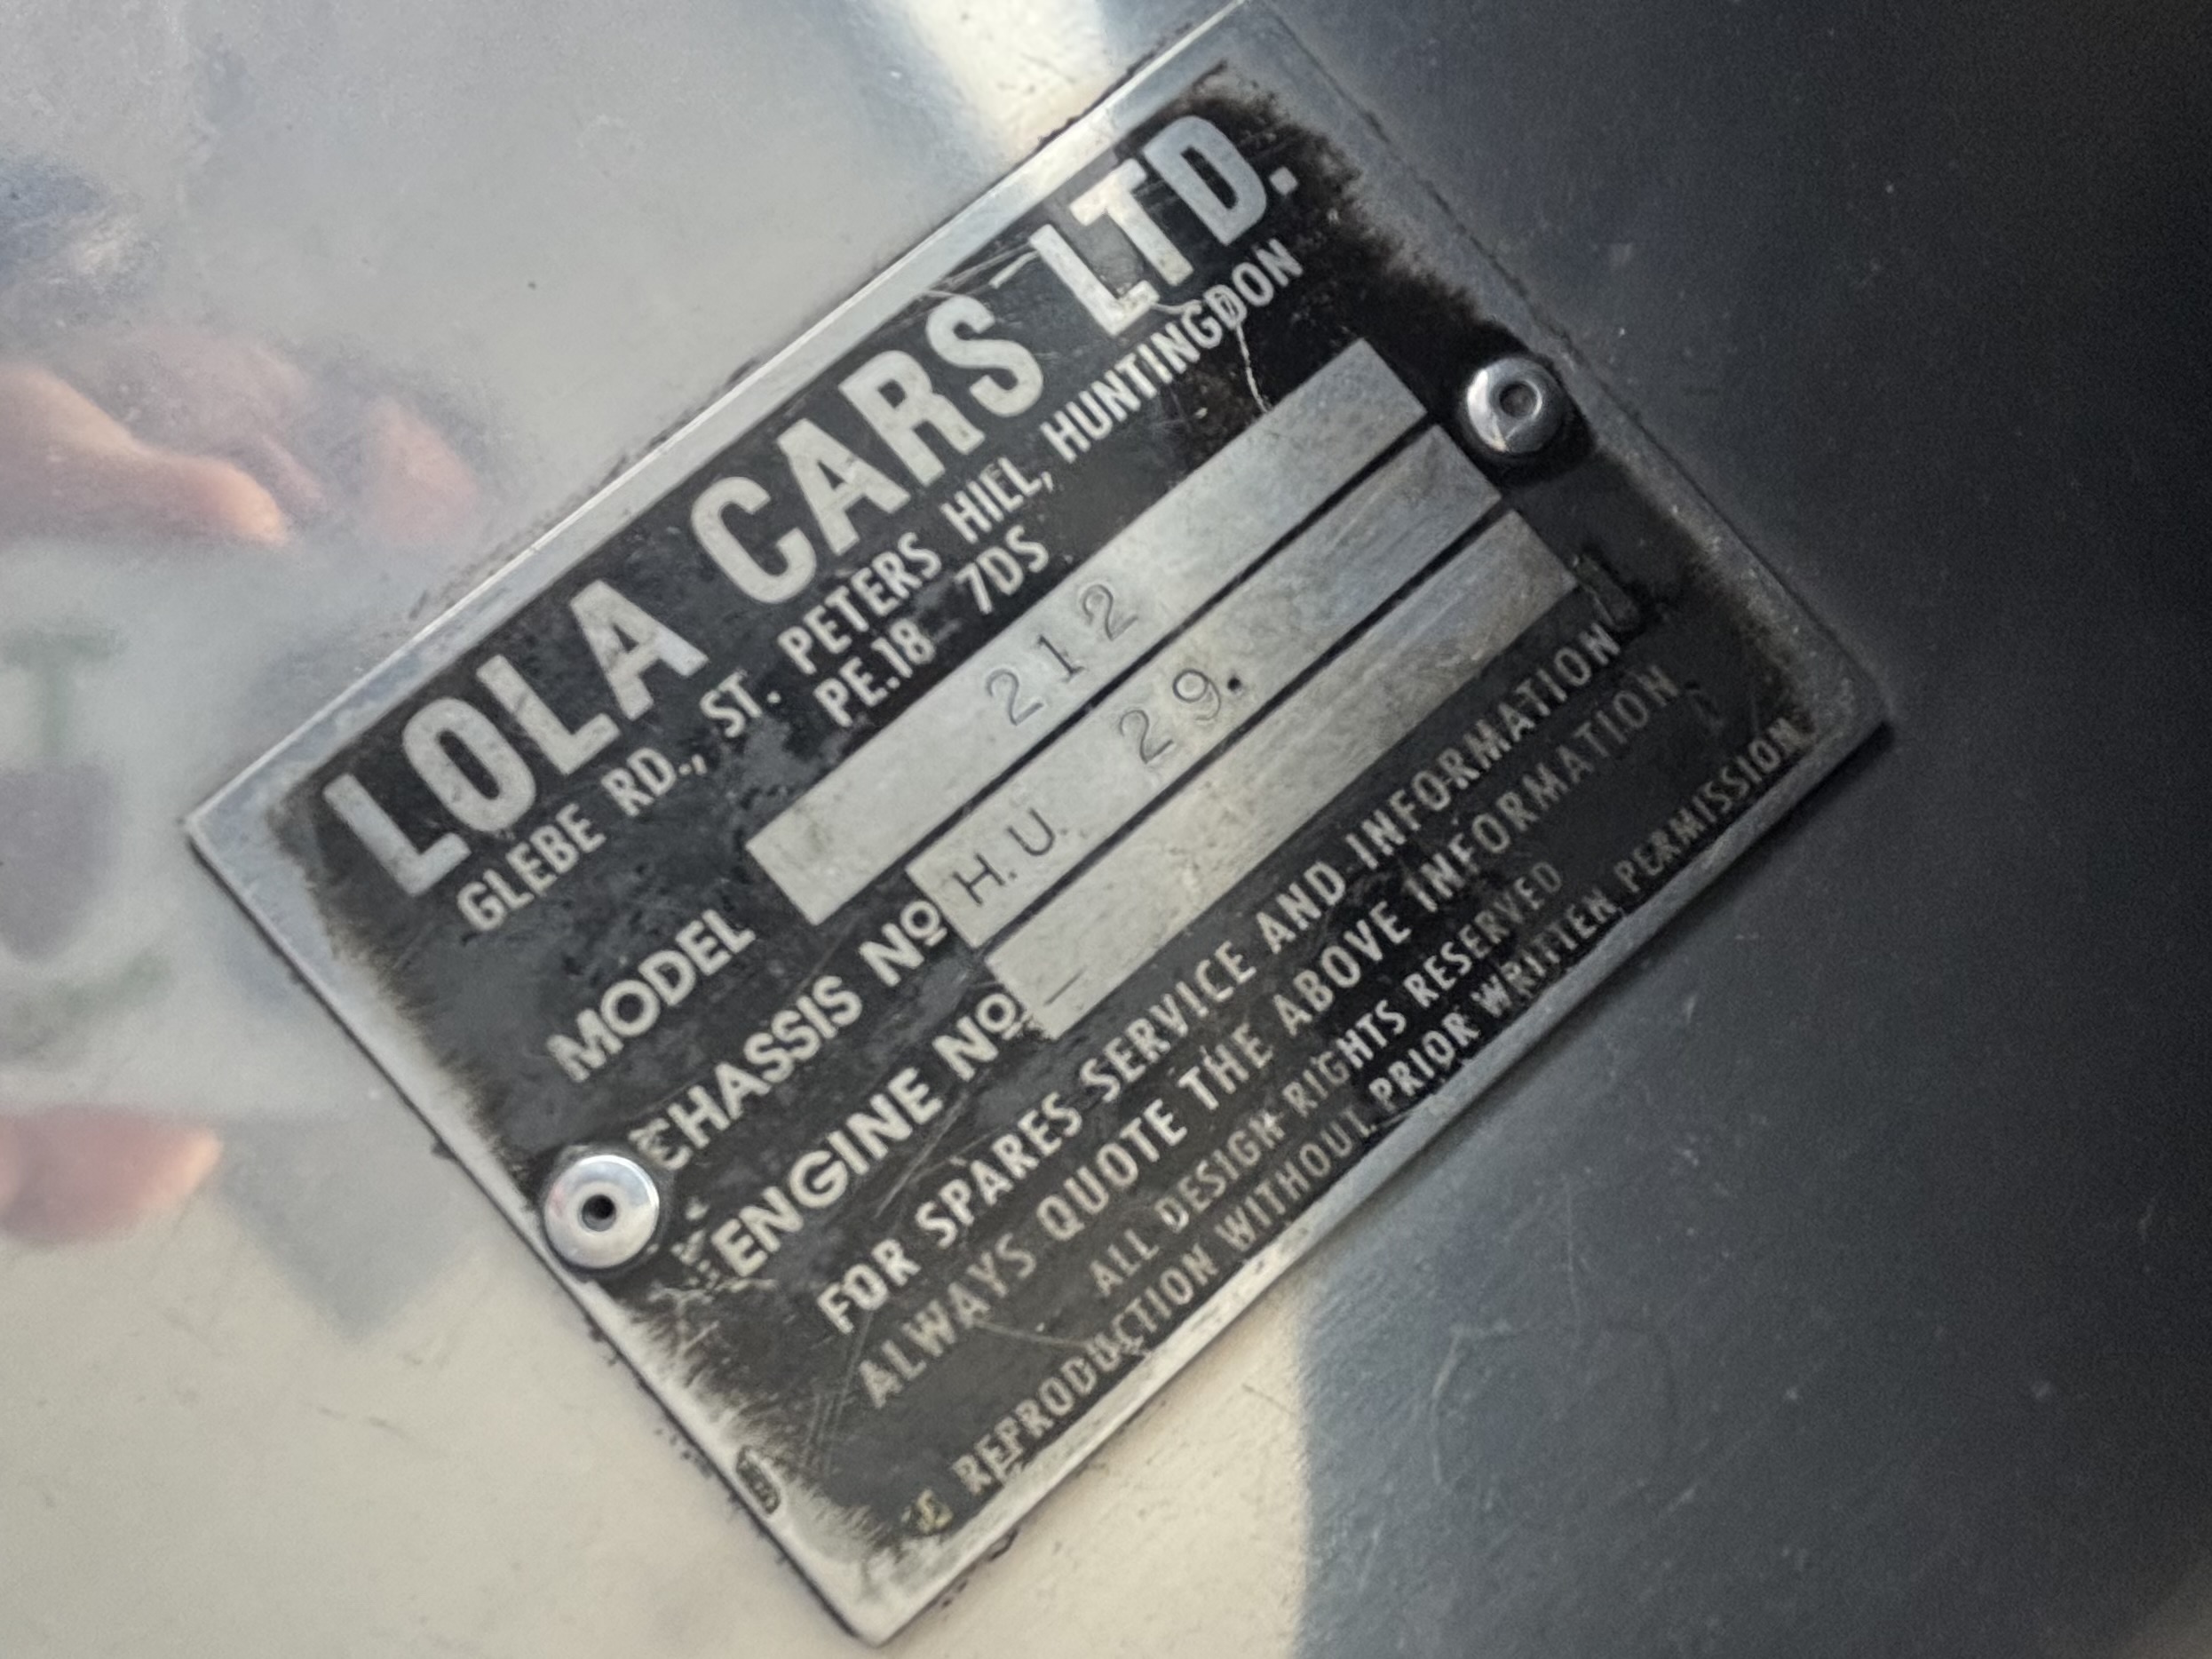 LOLA CARS LTD.
GLEBE RD., ST. PETERS HILL, HUNTINGDON
PE.18 7DS
MODEL 212
CHASSIS Nº H.U. 29.
ENGINE Nº —
FOR SPARES SERVICE AND INFORMATION
ALWAYS QUOTE THE ABOVE INFORMATION
ALL DESIGN RIGHTS RESERVED
REPRODUCTION WITHOUT PRIOR WRITTEN PERMISSION